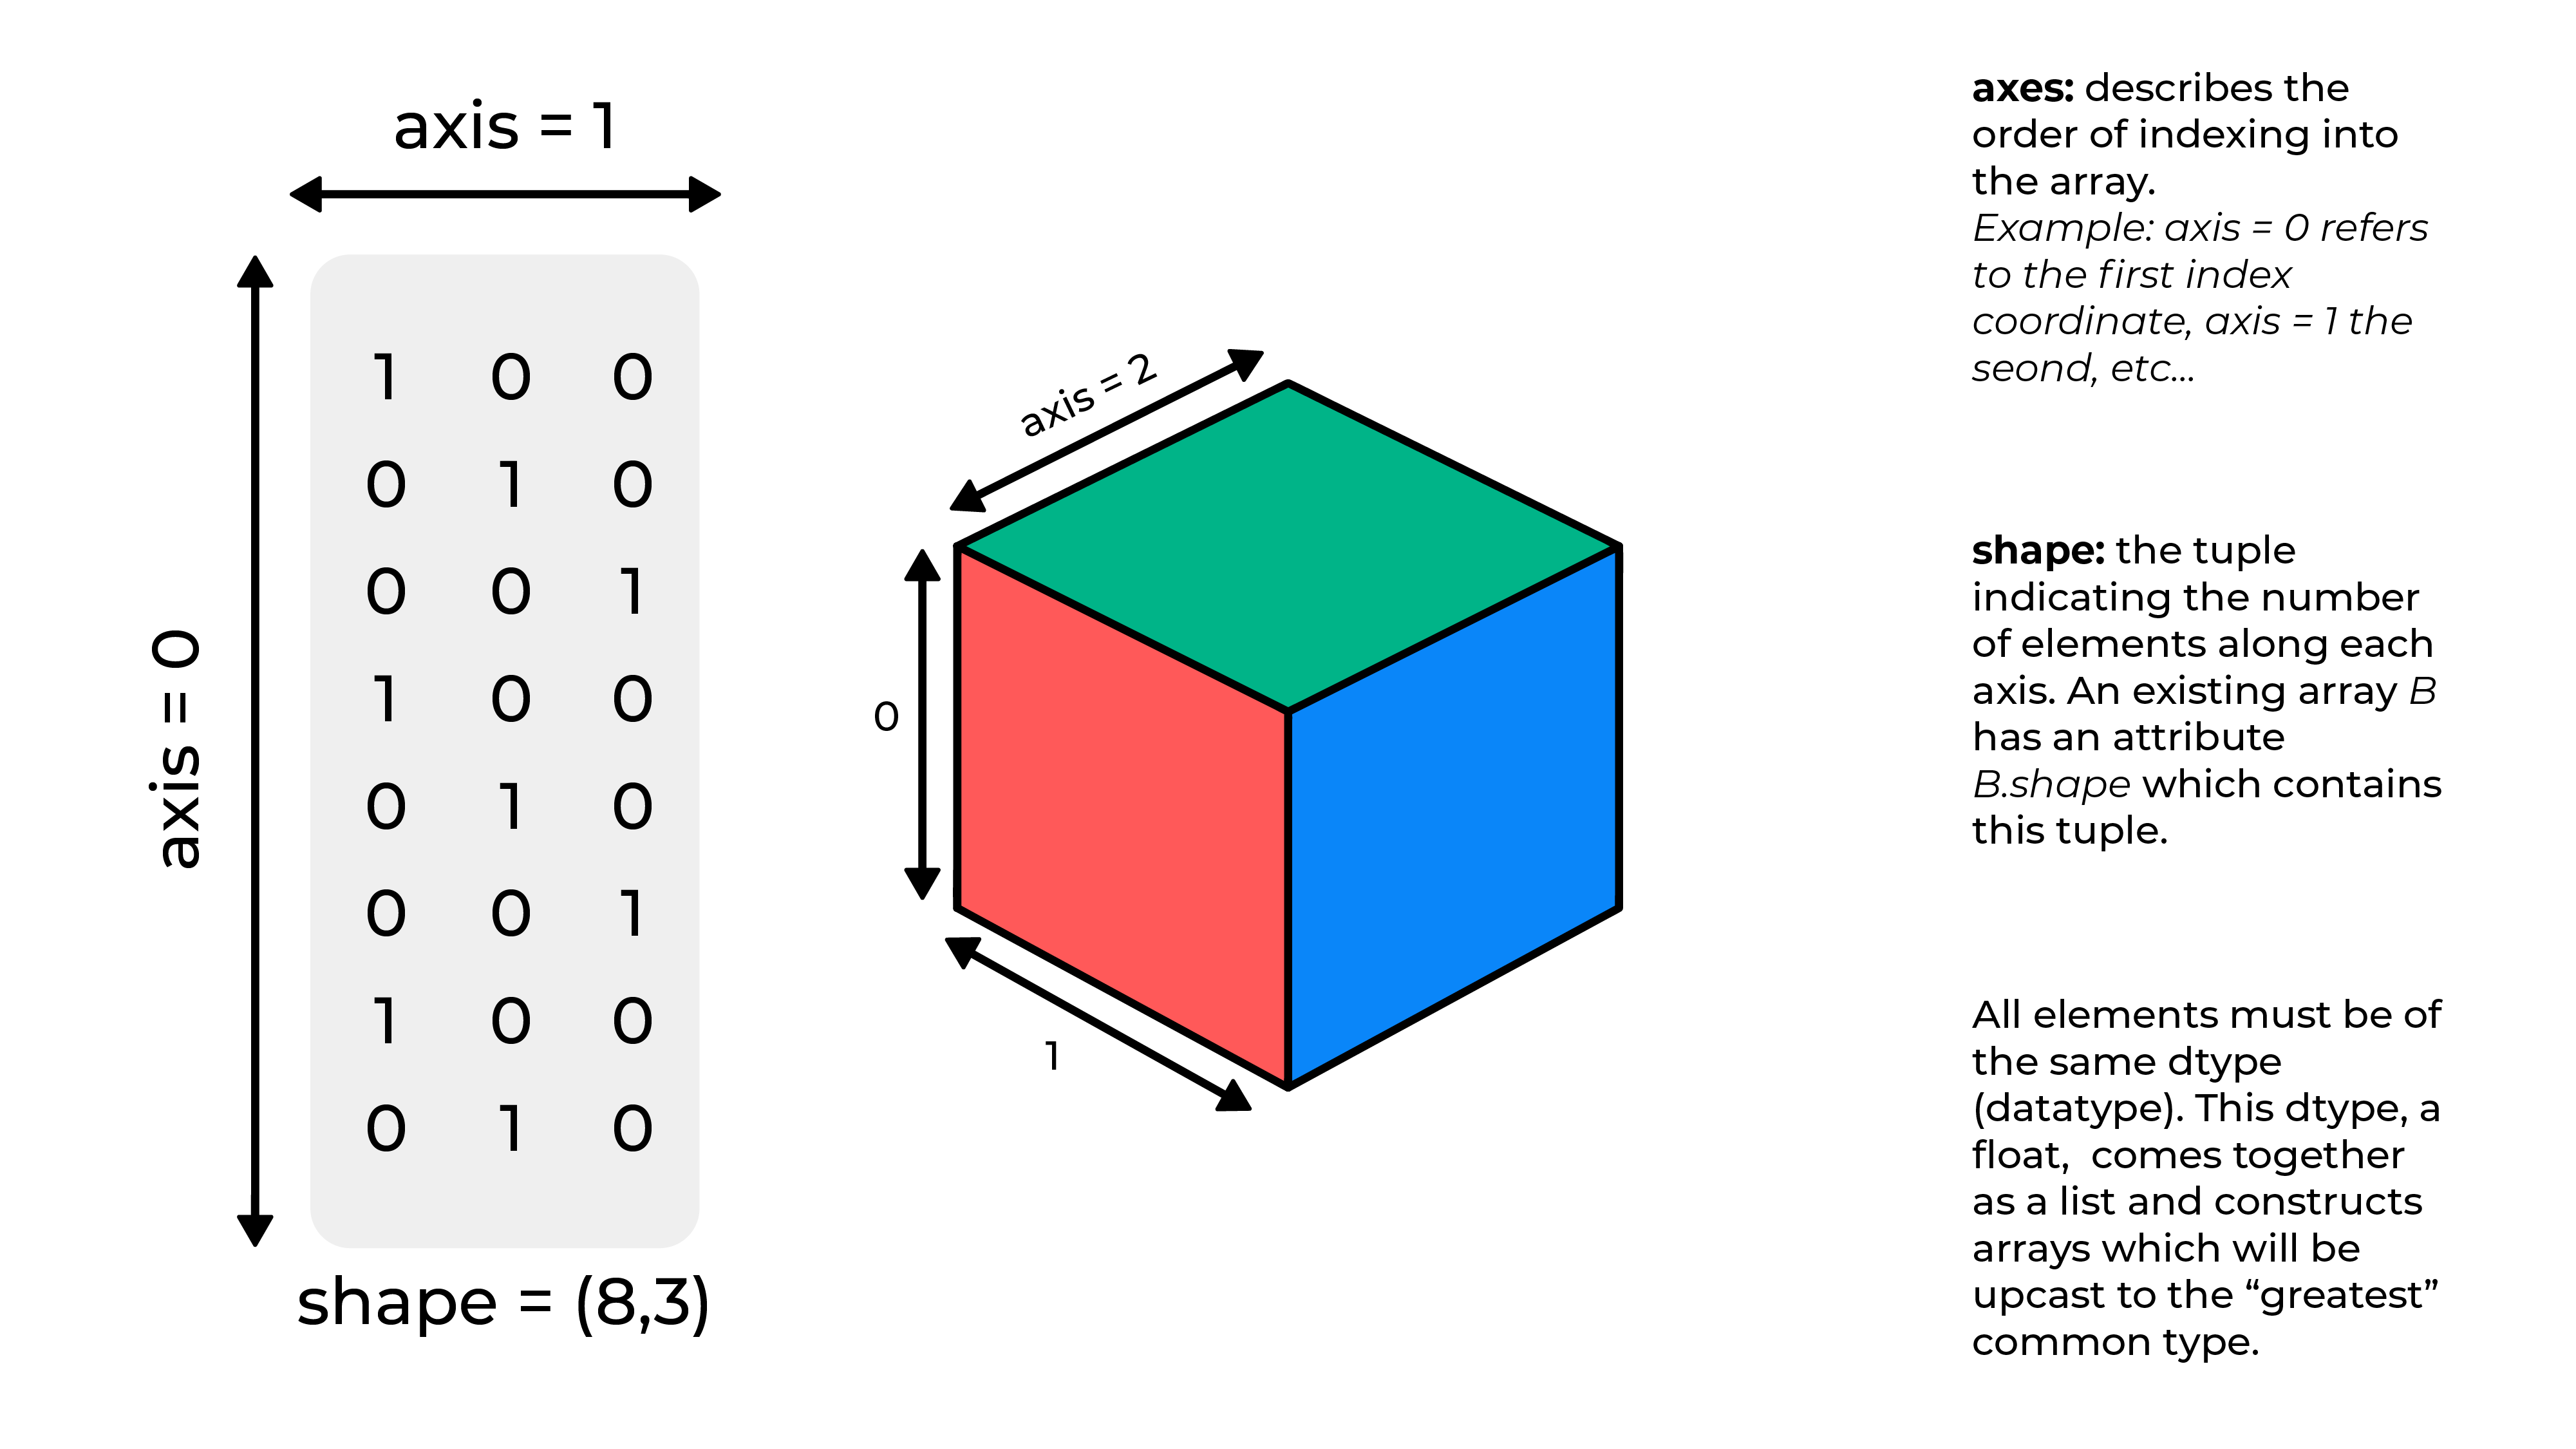 axis = 1
axis = 0
1 0 0
0 1 0
0 0 1
1 0 0
0 1 0
0 0 1
1 0 0
0 1 0
shape = (8,3)
axis = 2
0
1
axes: describes the
order of indexing into
the array.
Example: axis = 0 refers
to the first index
coordinate, axis = 1 the
seond, etc...
shape: the tuple
indicating the number
of elements along each
axis. An existing array B
has an attribute
B.shape which contains
this tuple.
All elements must be of
the same dtype
(datatype). This dtype, a
float,  comes together
as a list and constructs
arrays which will be
upcast to the “greatest”
common type.